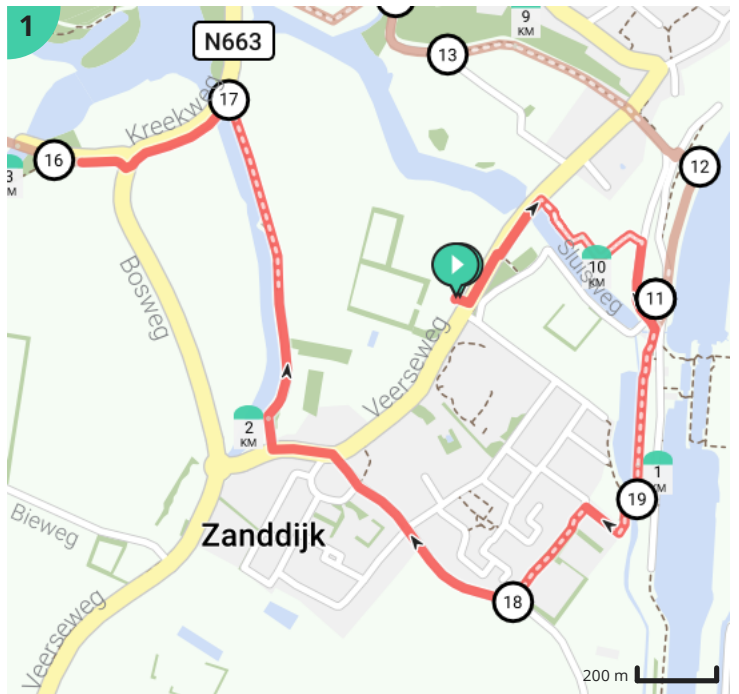 1
N663
9
KM
13
17
Kreekweg
16
3
M
12
Bosweg
Sluisweg
10
KM
11
Veerseweg
2
KM
1
KM
19
Zanddijk
Bieweg
18
Veerseweg
200 m